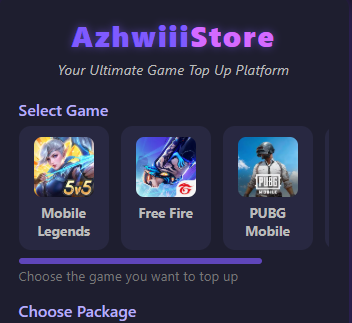 AzhwiiiStore
Your Ultimate Game Top Up Platform
Select Game
5v5
Mobile
Legends
Free Fire
PUBG
MOBILE
PUBG
Mobile
Choose the game you want to top up
Choose Package